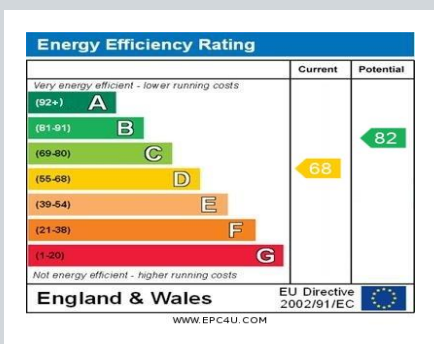 Energy Efficiency Rating
Current Potential
Very energy efficient - lower running costs
(92+) A
(81-91) B
(69-80) C
(55-68) D
(39-54) E
(21-38) F
(1-20) G
68
82
Not energy efficient - higher running costs
England & Wales
EU Directive
2002/91/EC
WWW.EPC4U.COM